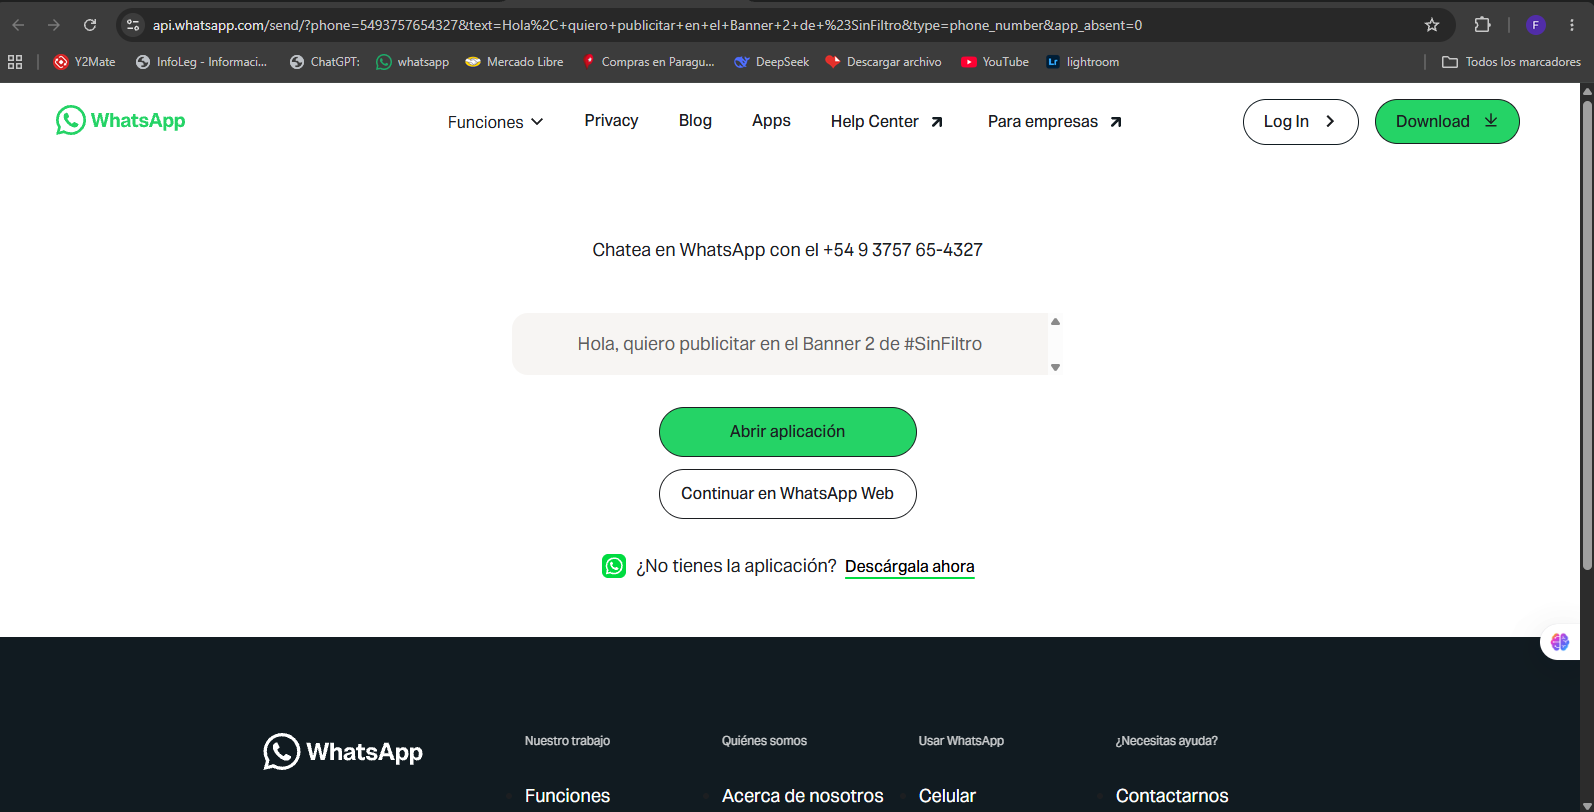 api.whatsapp.com/send/?phone=5493757654327&text=Hola%2C+quiero+publicitar+en+el+Banner+2+de+%23SinFiltro&type=phone_number&app_absent=0
F
Y2Mate
InfoLeg - Informaci...
ChatGPT:
whatsapp
Mercado Libre
Compras en Paragu...
DeepSeek
Descargar archivo
YouTube
Lr lightroom
Todos los marcadores
WhatsApp
Funciones
Privacy
Blog
Apps
Help Center
Para empresas
Log In
Download
Chatea en WhatsApp con el +54 9 3757 65-4327
Hola, quiero publicitar en el Banner 2 de #SinFiltro
Abrir aplicación
Continuar en WhatsApp Web
¿No tienes la aplicación? Descárgala ahora
WhatsApp
Nuestro trabajo
Quiénes somos
Usar WhatsApp
¿Necesitas ayuda?
Funciones
Acerca de nosotros
Celular
Contactarnos